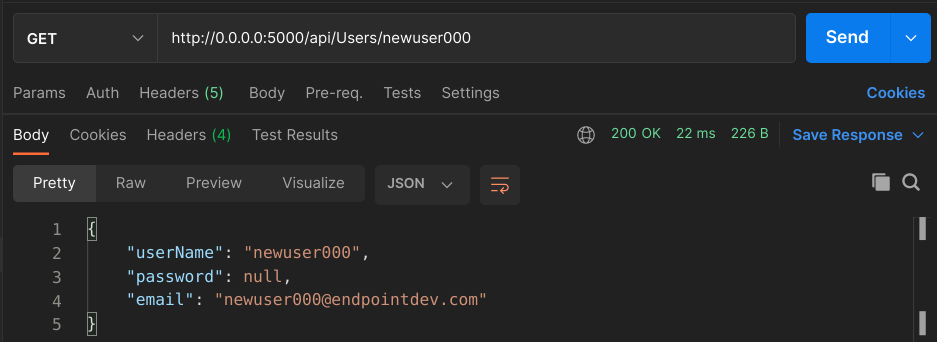 GET http://0.0.0.0:5000/api/Users/newuser000 Send
Params Auth Headers (5) Body Pre-req. Tests Settings Cookies
Body Cookies Headers (4) Test Results 200 OK 22 ms 226 B Save Response
Pretty Raw Preview Visualize JSON
1 {
2 "userName": "newuser000",
3 "password": null,
4 "email": "newuser000@endpointdev.com"
5 }